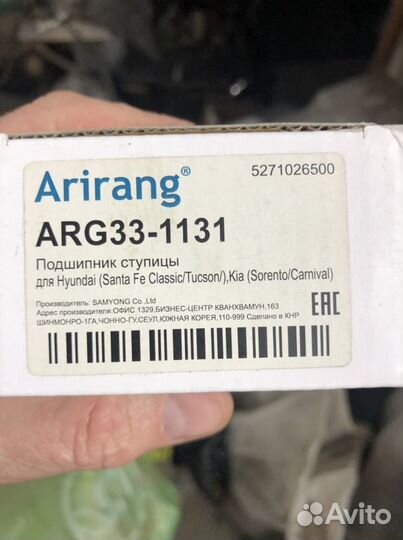 Arirang® 5271026500
ARG33-1131
Подшипник ступицы
для Hyundai (Santa Fe Classic/Tucson/),Kia (Sorento/Carnival)
Производитель: SAMYONG Co.,Ltd
Адрес производителя:ОФИС 1329,БИЗНЕС-ЦЕНТР КВАНХВАМУН,163
ШИНМОНРО-1ГА,ЧОННО-ГУ,СЕУЛ,ЮЖНАЯ КОРЕЯ,110-999 Сделано в КНР
EAC
Avito